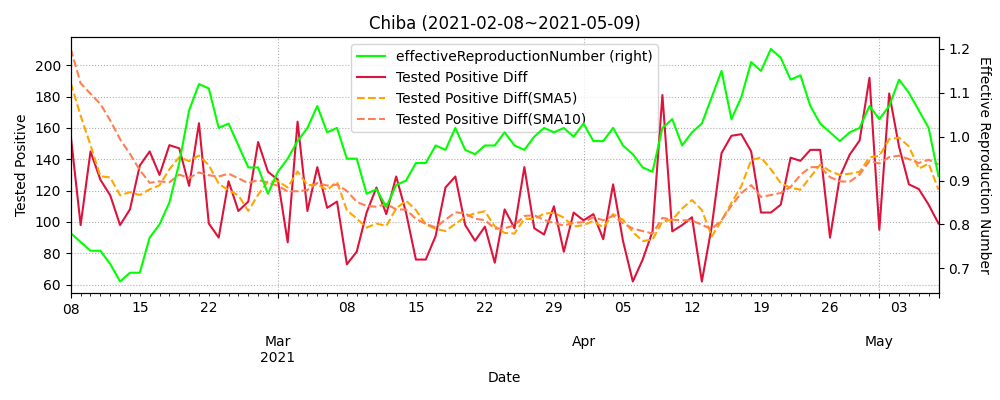 Chiba (2021-02-08~2021-05-09)
effectiveReproductionNumber (right)
Tested Positive Diff
Tested Positive Diff(SMA5)
Tested Positive Diff(SMA10)
Tested Positive
200
180
160
140
120
100
80
60
1.2
1.1
1.0
0.9
0.8
0.7
Effective Reproduction Number
08 15 22 08 15 22 29 05 12 19 26 03
Mar Apr May
2021
Date